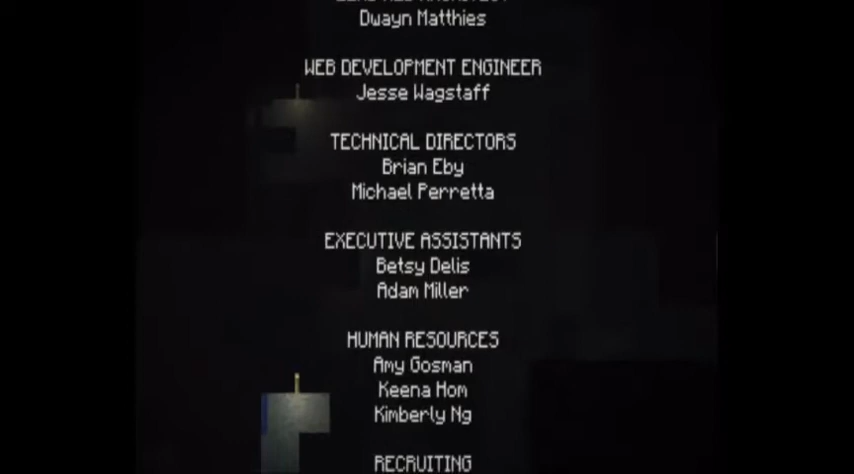 Dwayn Matthies
WEB DEVELOPMENT ENGINEER
Jesse Wagstaff
TECHNICAL DIRECTORS
Brian Eby
Michael Perretta
EXECUTIVE ASSISTANTS
Betsy Delis
Adam Miller
HUMAN RESOURCES
Amy Gosman
Keena Hom
Kimberly Ng
RECRUITING